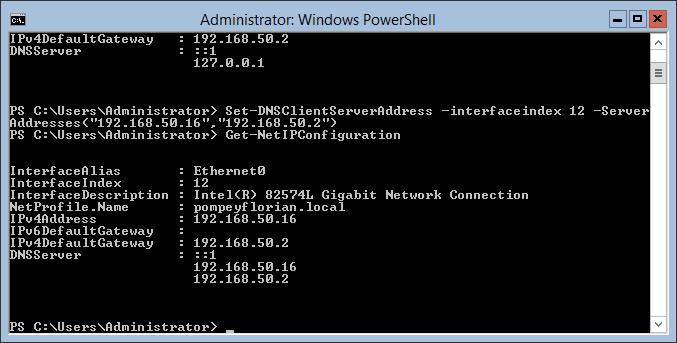 Administrator: Windows PowerShell
IPv4DefaultGateway   : 192.168.50.2
DNSServer            : ::1
                       127.0.0.1
PS C:\Users\Administrator> Set-DNSClientServerAddress -interfaceindex 12 -Server
Addresses("192.168.50.16","192.168.50.2")
PS C:\Users\Administrator> Get-NetIPConfiguration
InterfaceAlias       : Ethernet0
InterfaceIndex       : 12
InterfaceDescription : Intel(R) 82574L Gigabit Network Connection
NetProfile.Name      : pompeyflorian.local
IPv4Address          : 192.168.50.16
IPv6DefaultGateway   :
IPv4DefaultGateway   : 192.168.50.2
DNSServer            : ::1
                       192.168.50.16
                       192.168.50.2
PS C:\Users\Administrator> _